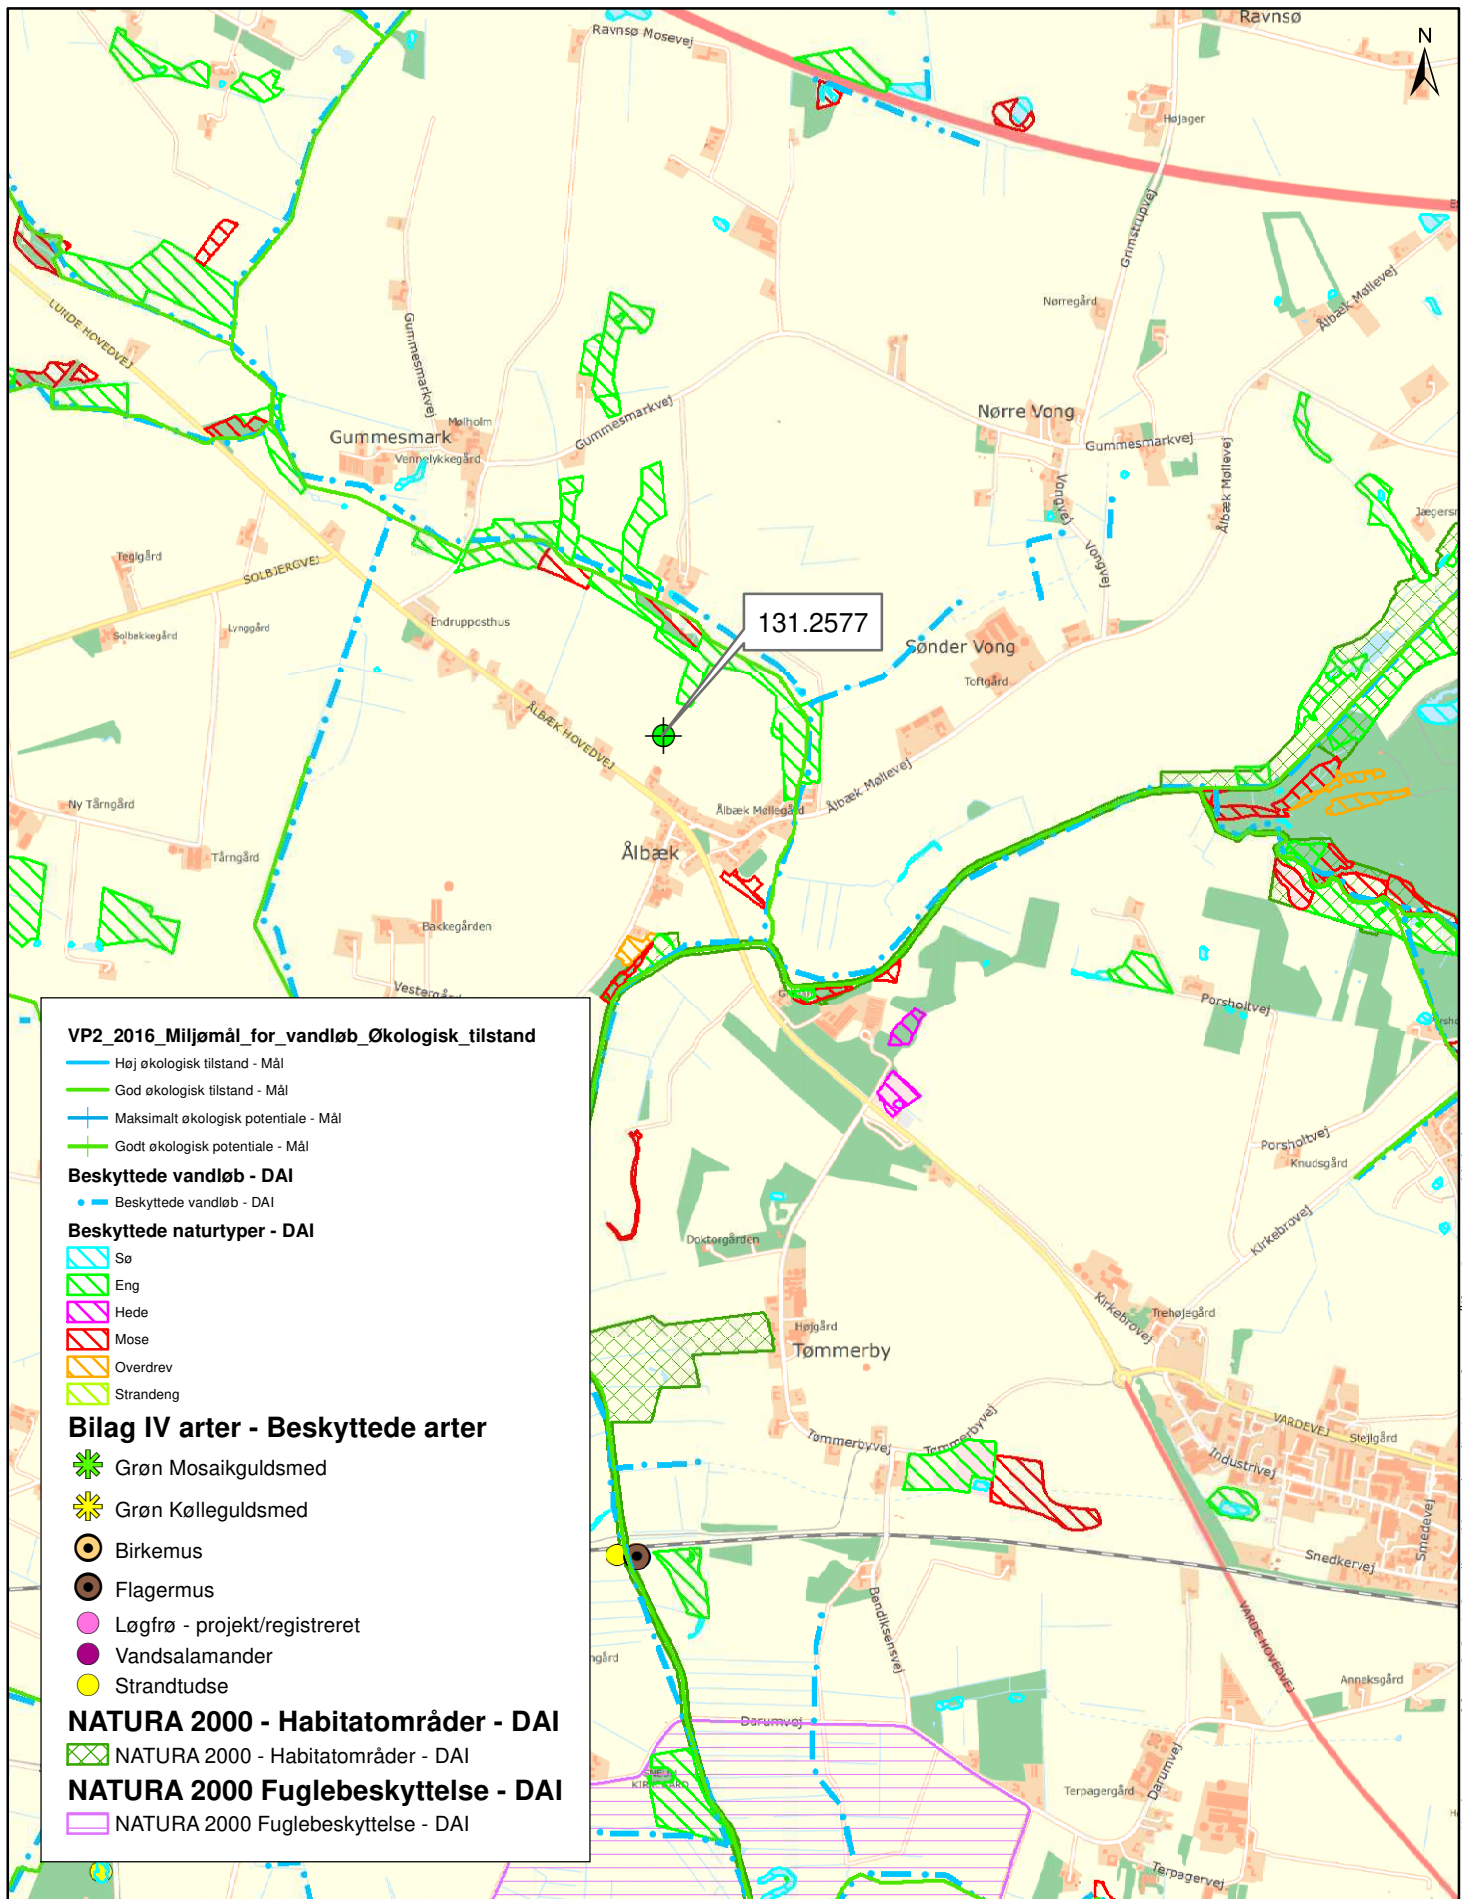 Ravnsø
Ravnsø Mosevej
N
Højager
Grimstrupvej
Ålbæk Møllevej
Nørregård
LUNDE HOVEDVEJ
Gummesmarkvej
Mølholm
Gummesmark
Vennelykkegård
Gummesmarkvej
Nørre Vong
Gummesmarkvej
Vongvej
Ålbæk Møllevej
Vongvej
Teglgård
SOLBJERGVEJ
Solbakkegård
Lynggård
Endrupposthus
131.2577
Sønder Vong
Toftgård
ÅLBÆK HOVEDVEJ
Ny Tårngård
Ålbæk Møllegård
Ålbæk Møllevej
Tårngård
Ålbæk
Bakkegården
Porsholtvej
VP2_2016_Miljømål_for_vandløb_Økologisk_tilstand
Høj økologisk tilstand - Mål
God økologisk tilstand - Mål
Maksimalt økologisk potentiale - Mål
Godt økologisk potentiale - Mål
Beskyttede vandløb - DAI
Beskyttede vandløb - DAI
Beskyttede naturtyper - DAI
Sø
Eng
Hede
Mose
Overdrev
Strandeng
Bilag IV arter - Beskyttede arter
Grøn Mosaikguldsmed
Grøn Kølleguldsmed
Birkemus
Flagermus
Løgfrø - projekt/registreret
Vandsalamander
Strandtudse
NATURA 2000 - Habitatområder - DAI
NATURA 2000 - Habitatområder - DAI
NATURA 2000 Fuglebeskyttelse - DAI
NATURA 2000 Fuglebeskyttelse - DAI
Porsholtvej
Knudsgård
Kirkebrovej
Doktorgården
Kirkebrovej
Trehøjegård
Højgård
Tømmerby
Tømmerbyvej
Tømmerbyvej
VARDEVEJ
Stejlgård
Industrivej
Smedevej
Snedkervej
Bendiksensvej
VARDE HOVEDVEJ
Anneksgård
Darumvej
Terpagergård
Darumvej
Terpagervej